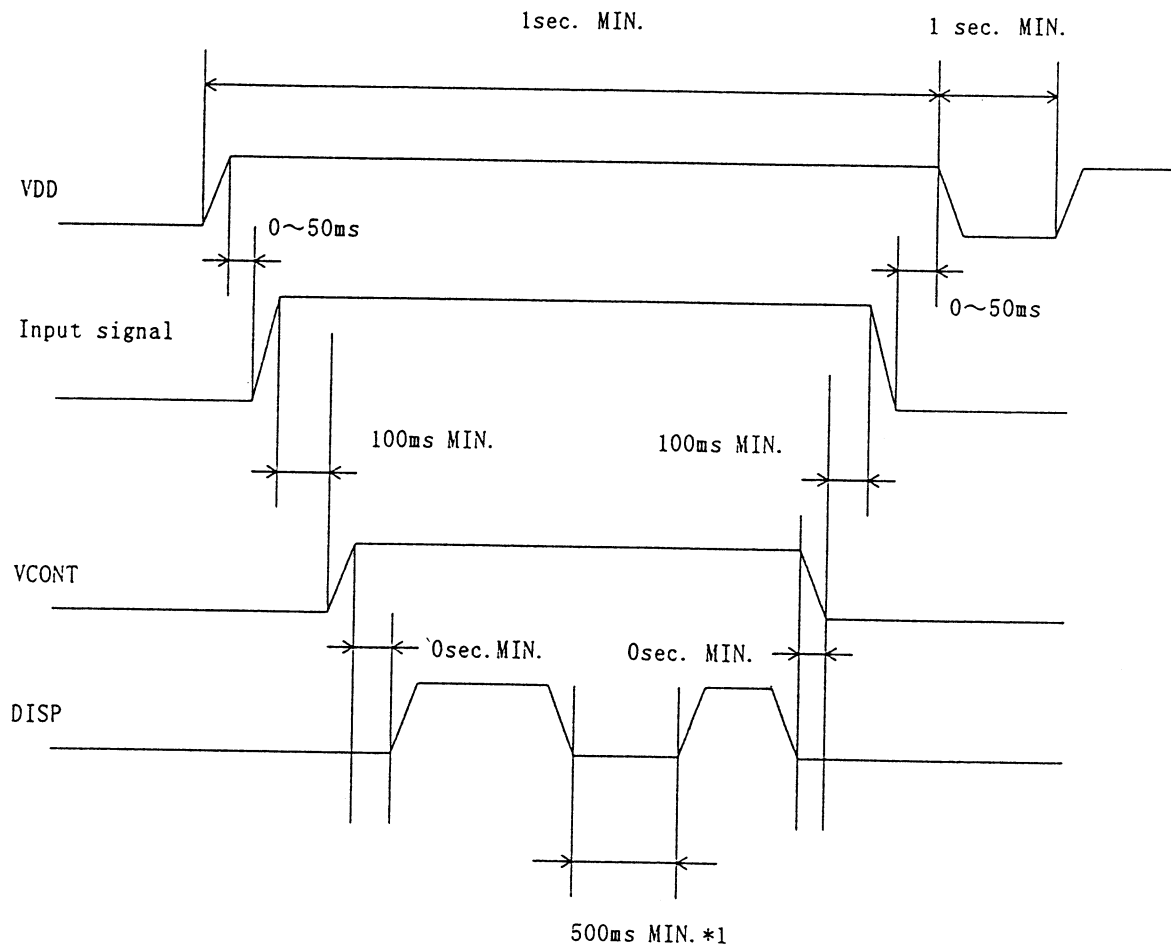 1sec. MIN.
1 sec. MIN.
VDD
0～50ms
0～50ms
Input signal
100ms MIN.
100ms MIN.
VCONT
0sec.MIN.
0sec. MIN.
DISP
500ms MIN.*1